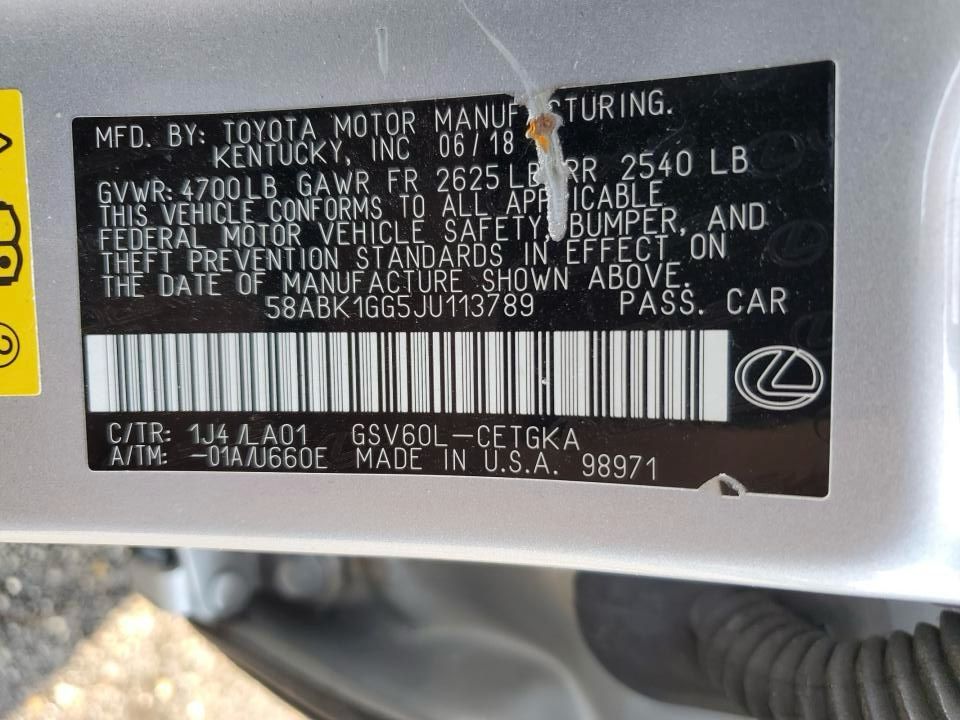 MFD. BY: TOYOTA MOTOR MANUFACTURING.
KENTUCKY, INC 06/18
GVWR: 4700LB GAWR FR 2625 LB RR 2540 LB
THIS VEHICLE CONFORMS TO ALL APPLICABLE
FEDERAL MOTOR VEHICLE SAFETY, BUMPER, AND
THEFT PREVENTION STANDARDS IN EFFECT ON
THE DATE OF MANUFACTURE SHOWN ABOVE.
58ABK1GG5JU113789 PASS. CAR
C/TR: 1J4/LA01 GSV60L-CETGKA
A/TM: -01A/U660E MADE IN U.S.A. 98971